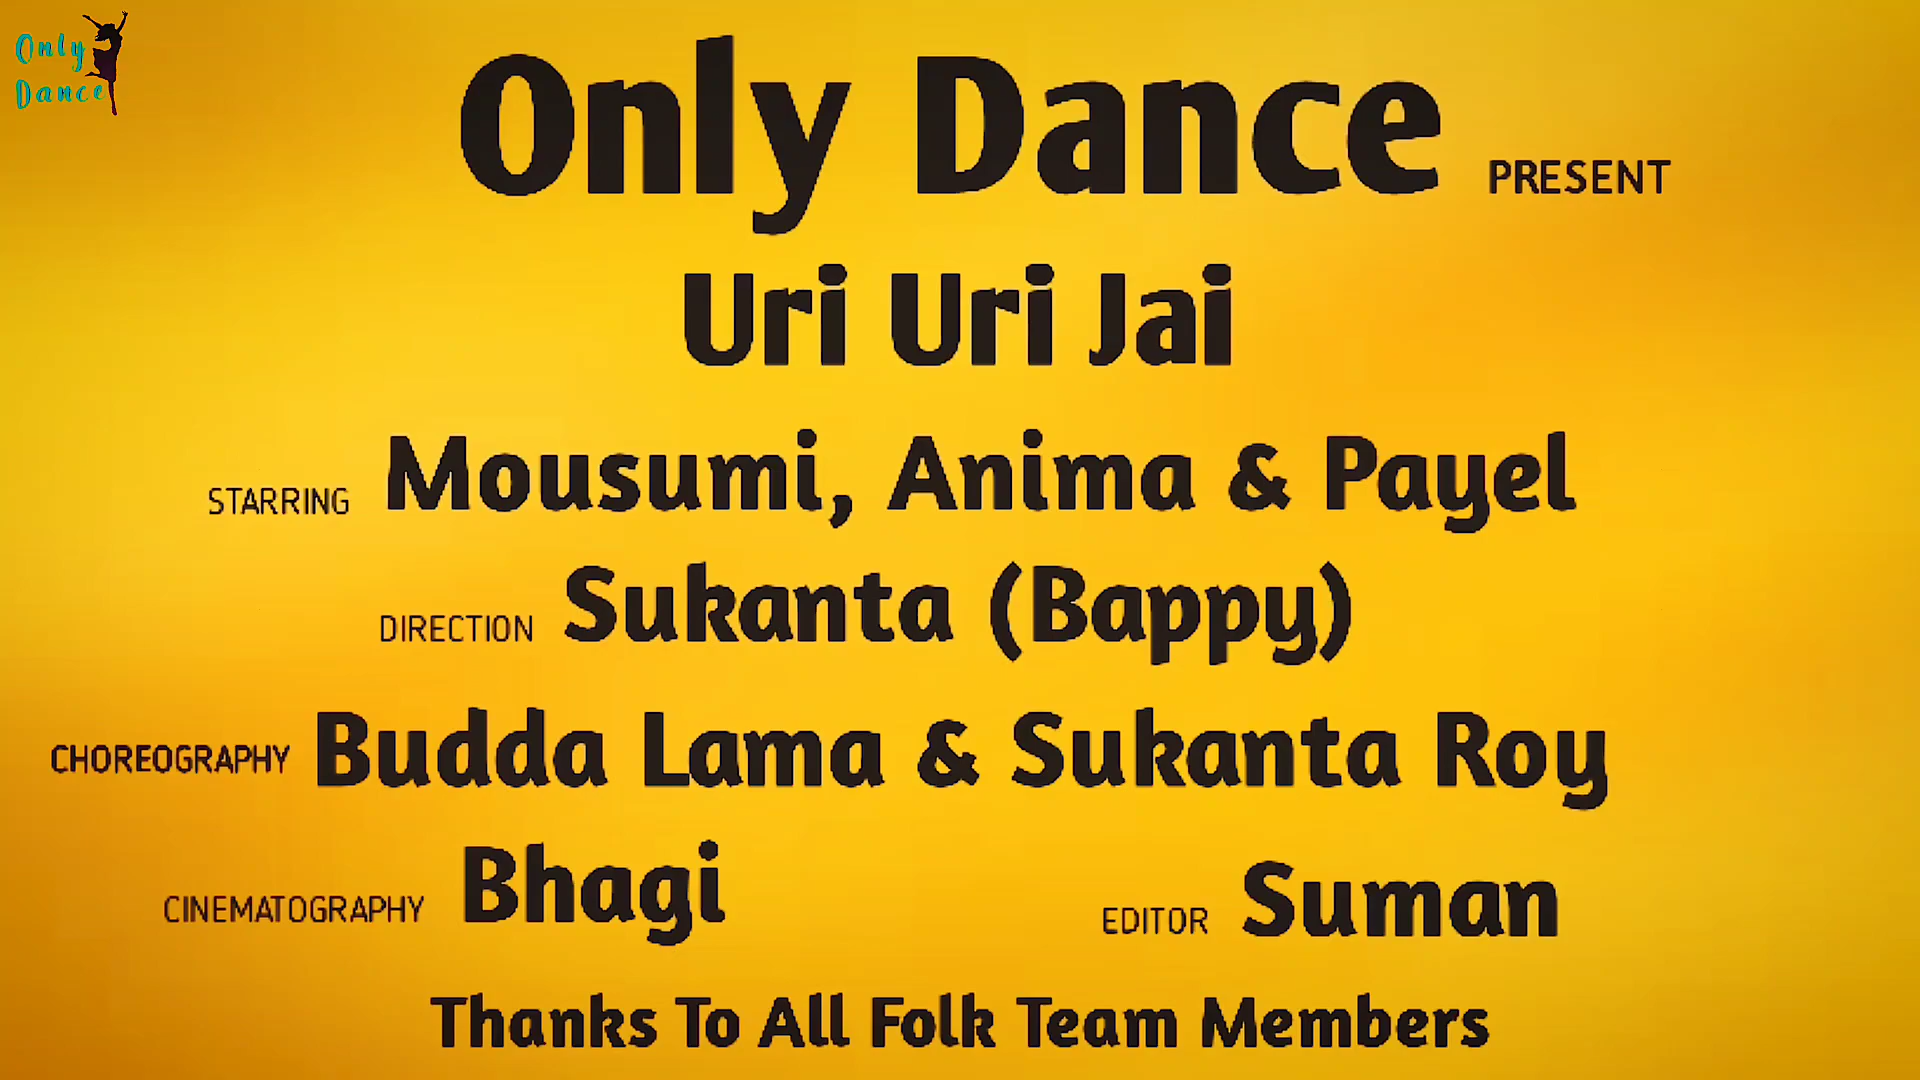 Only
Dance
Only Dance PRESENT
Uri Uri Jai
STARRING Mousumi, Anima & Payel
DIRECTION Sukanta (Bappy)
CHOREOGRAPHY Budda Lama & Sukanta Roy
CINEMATOGRAPHY Bhagi EDITOR Suman
Thanks To All Folk Team Members